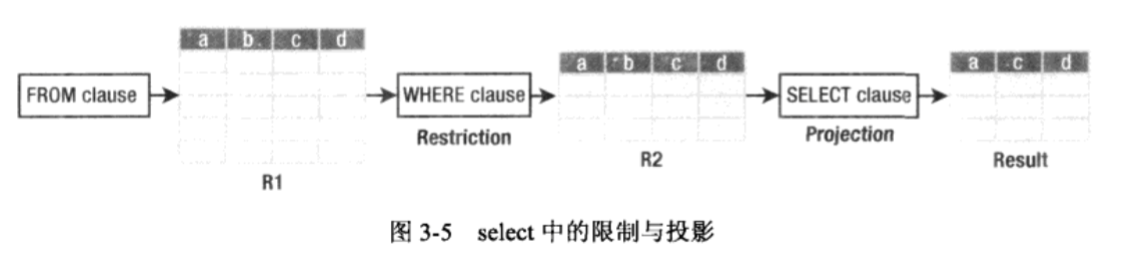 a b c d
a b c d
a c d
FROM clause
WHERE clause
SELECT clause
Restriction
Projection
R1
R2
Result
图 3-5 select 中的限制与投影